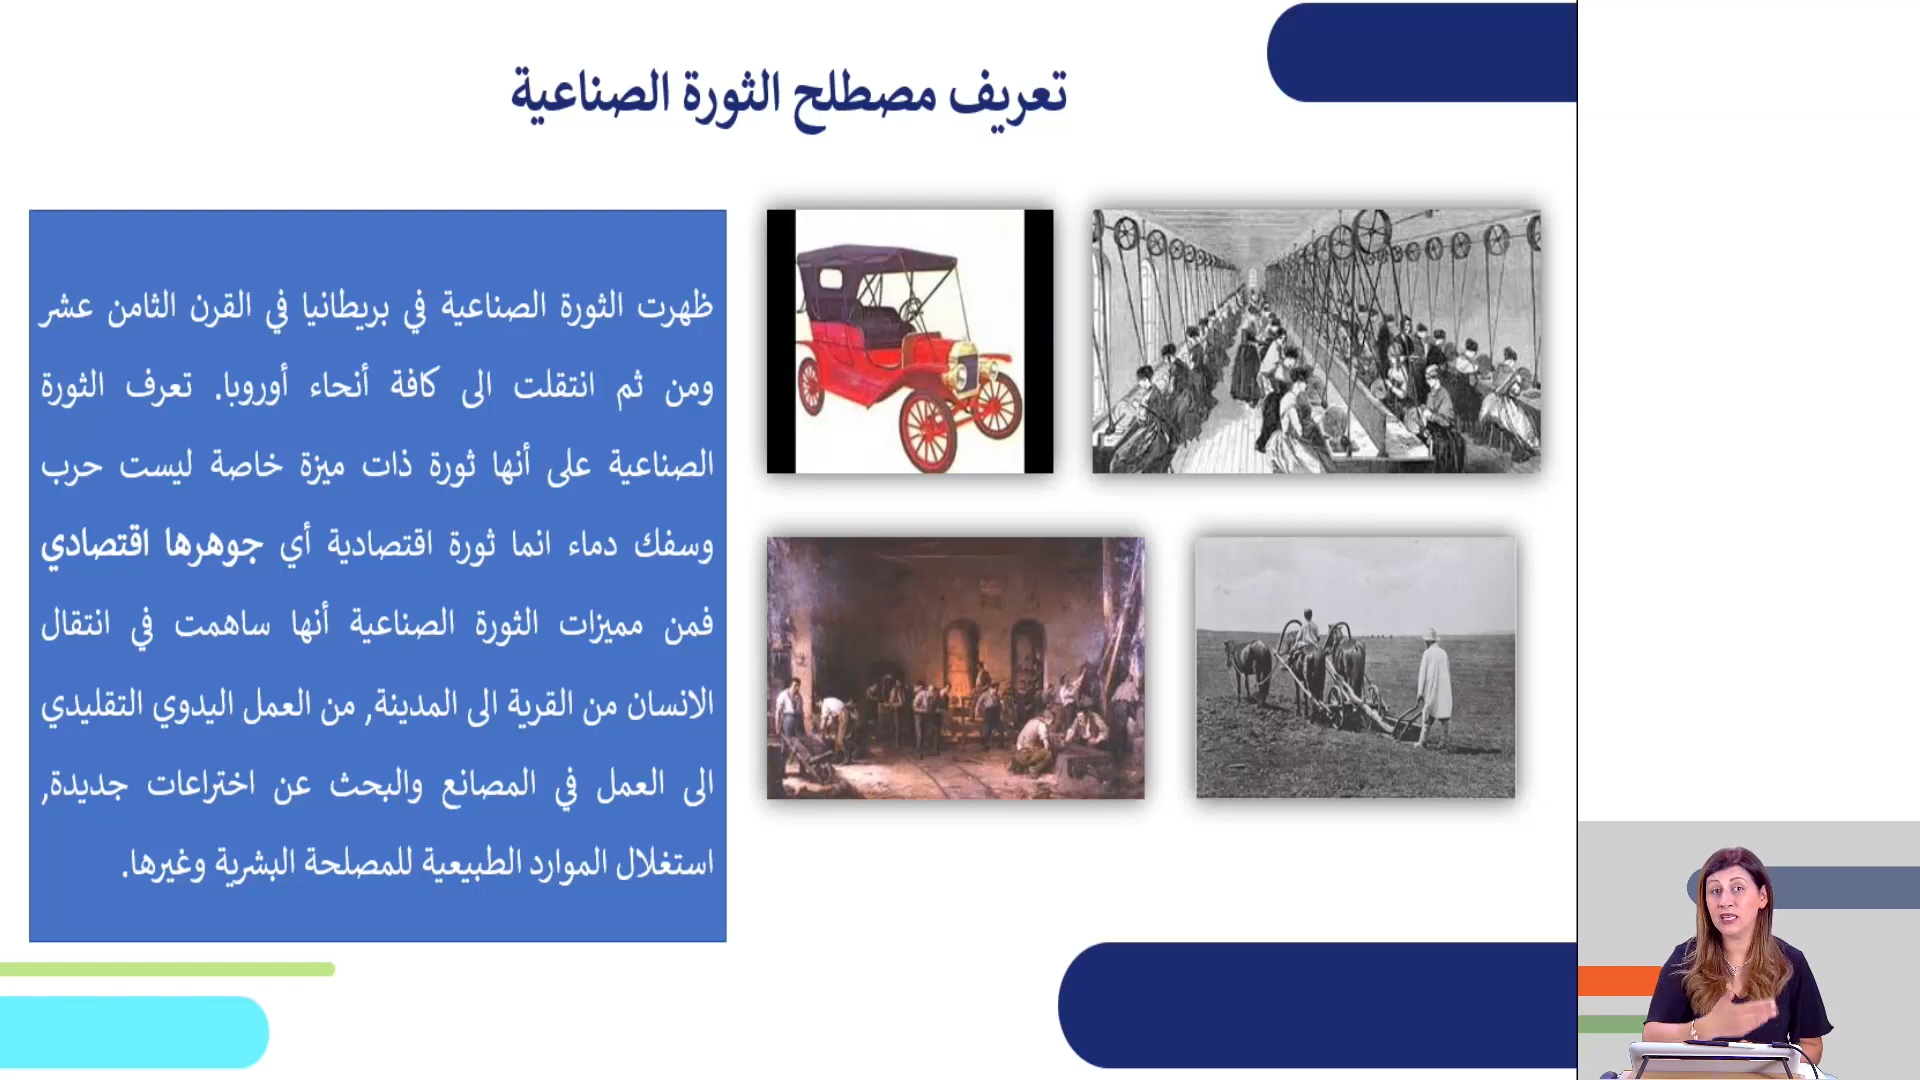 تعريف مصطلح الثورة الصناعية
ظهرت الثورة الصناعية في بريطانيا في القرن الثامن عشر
ومن ثم انتقلت الى كافة أنحاء أوروبا. تعرف الثورة
الصناعية على أنها ثورة ذات ميزة خاصة ليست حرب
وسفك دماء انما ثورة اقتصادية أي جوهرها اقتصادي
فمن مميزات الثورة الصناعية أنها ساهمت في انتقال
الانسان من القرية الى المدينة, من العمل اليدوي التقليدي
الى العمل في المصانع والبحث عن اختراعات جديدة,
استغلال الموارد الطبيعية للمصلحة البشرية وغيرها.